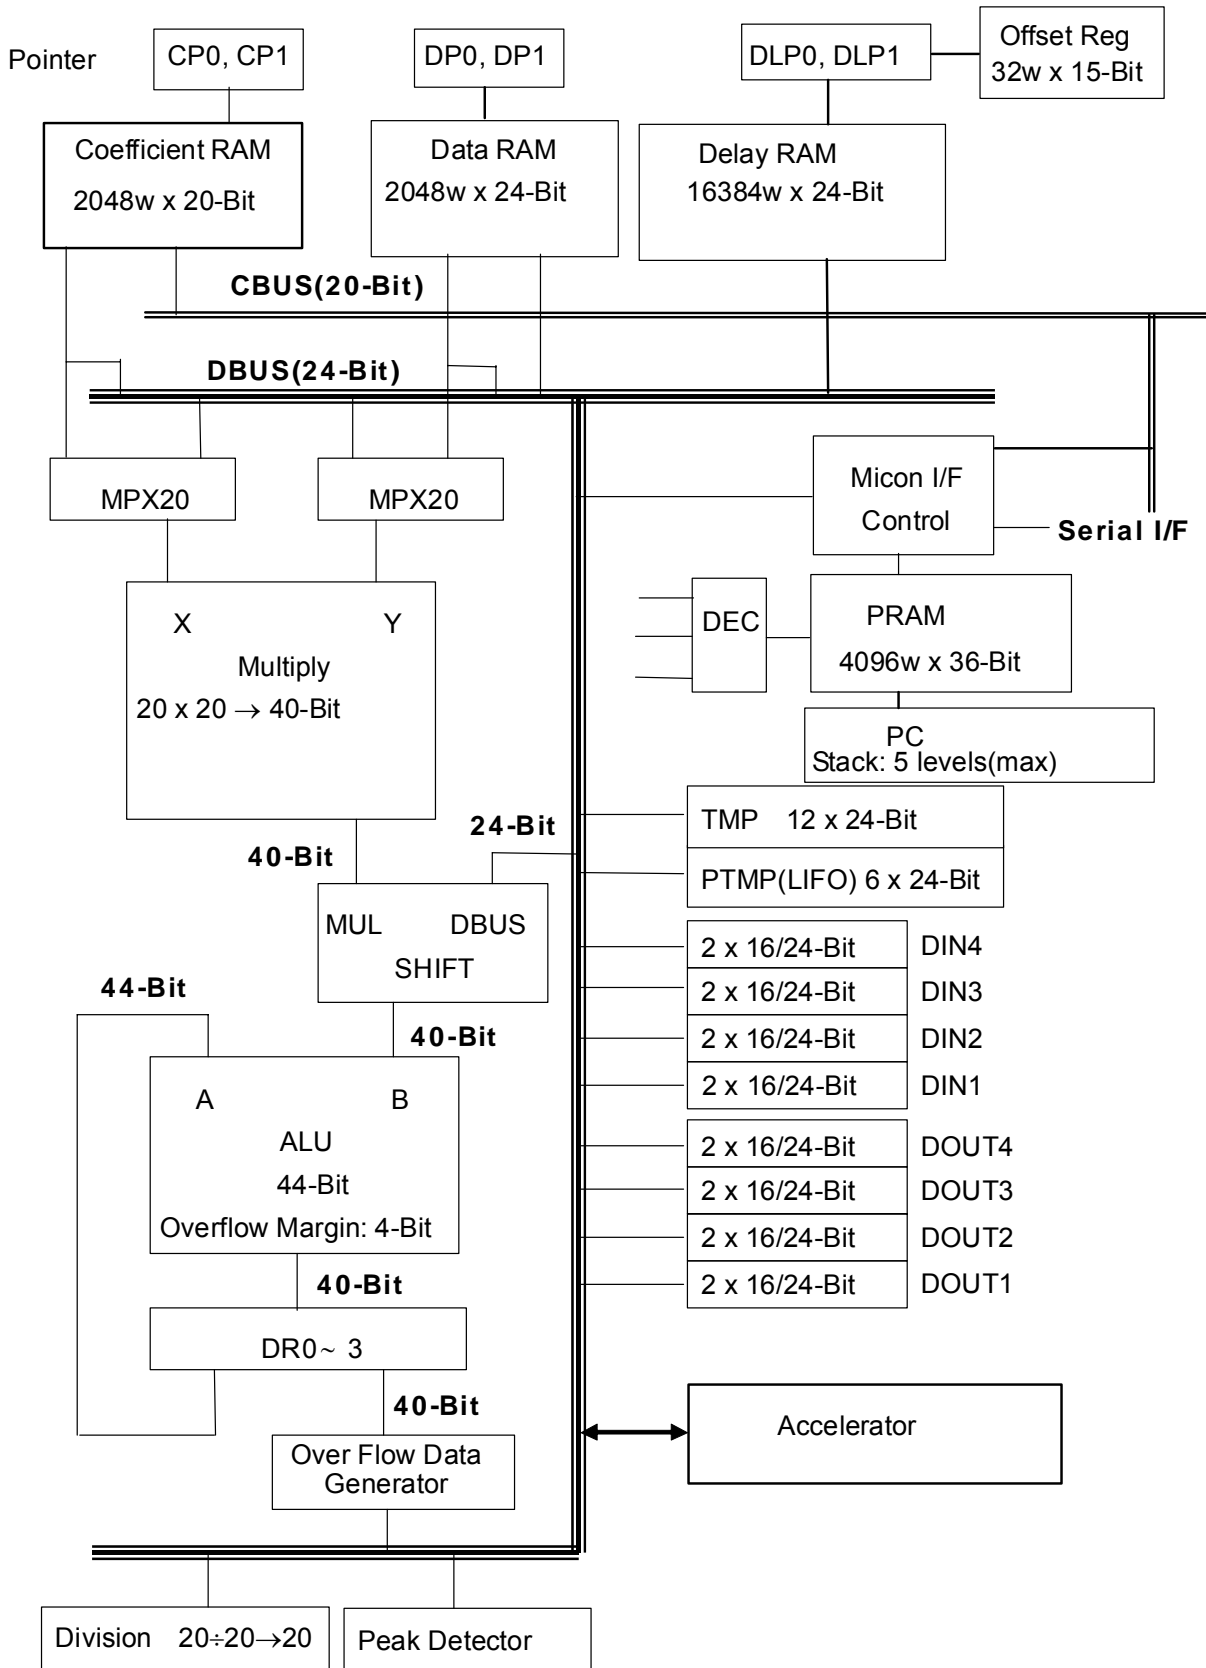 Pointer
CP0, CP1
DP0, DP1
DLP0, DLP1
Offset Reg
32w x 15-Bit
Coefficient RAM
2048w x 20-Bit
Data RAM
2048w x 24-Bit
Delay RAM
16384w x 24-Bit
CBUS(20-Bit)
DBUS(24-Bit)
MPX20
MPX20
Micon I/F
Control
Serial I/F
X
Y
Multiply
20 x 20 → 40-Bit
DEC
PRAM
4096w x 36-Bit
PC
Stack: 5 levels(max)
24-Bit
40-Bit
TMP 12 x 24-Bit
PTMP(LIFO) 6 x 24-Bit
MUL
DBUS
SHIFT
44-Bit
40-Bit
2 x 16/24-Bit DIN4
2 x 16/24-Bit DIN3
2 x 16/24-Bit DIN2
2 x 16/24-Bit DIN1
A
B
ALU
44-Bit
Overflow Margin: 4-Bit
2 x 16/24-Bit DOUT4
2 x 16/24-Bit DOUT3
2 x 16/24-Bit DOUT2
2 x 16/24-Bit DOUT1
40-Bit
DR0~ 3
40-Bit
Over Flow Data
Generator
Accelerator
Division 20÷20→20
Peak Detector